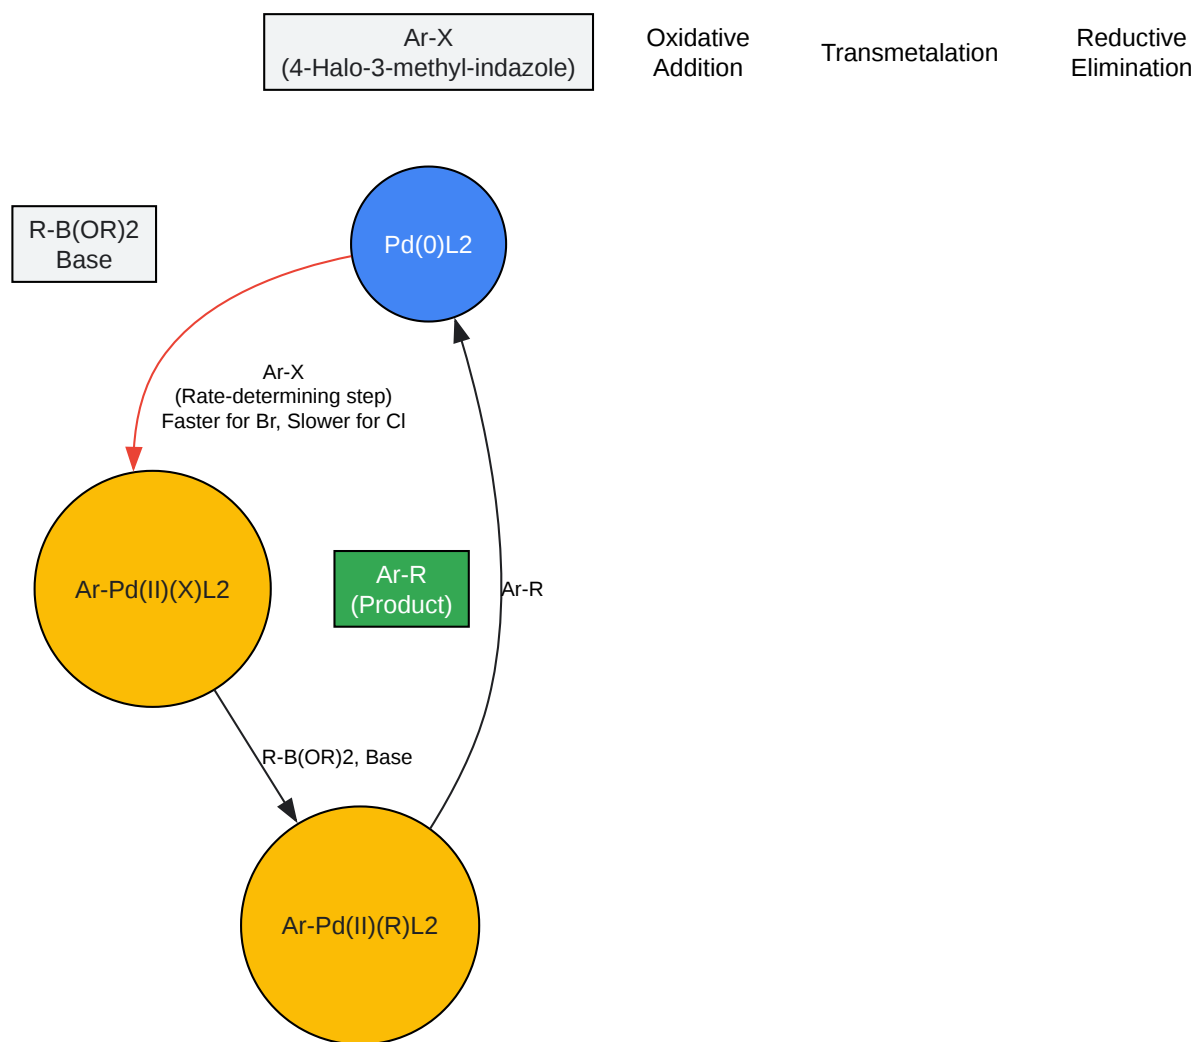 Ar-X
(4-Halo-3-methyl-indazole)
Oxidative
Addition
Transmetalation
Reductive
Elimination
R-B(OR)2
Base
Pd(0)L2
Ar-X
(Rate-determining step)
Faster for Br, Slower for Cl
Ar-Pd(II)(X)L2
Ar-R
(Product)
Ar-R
R-B(OR)2, Base
Ar-Pd(II)(R)L2